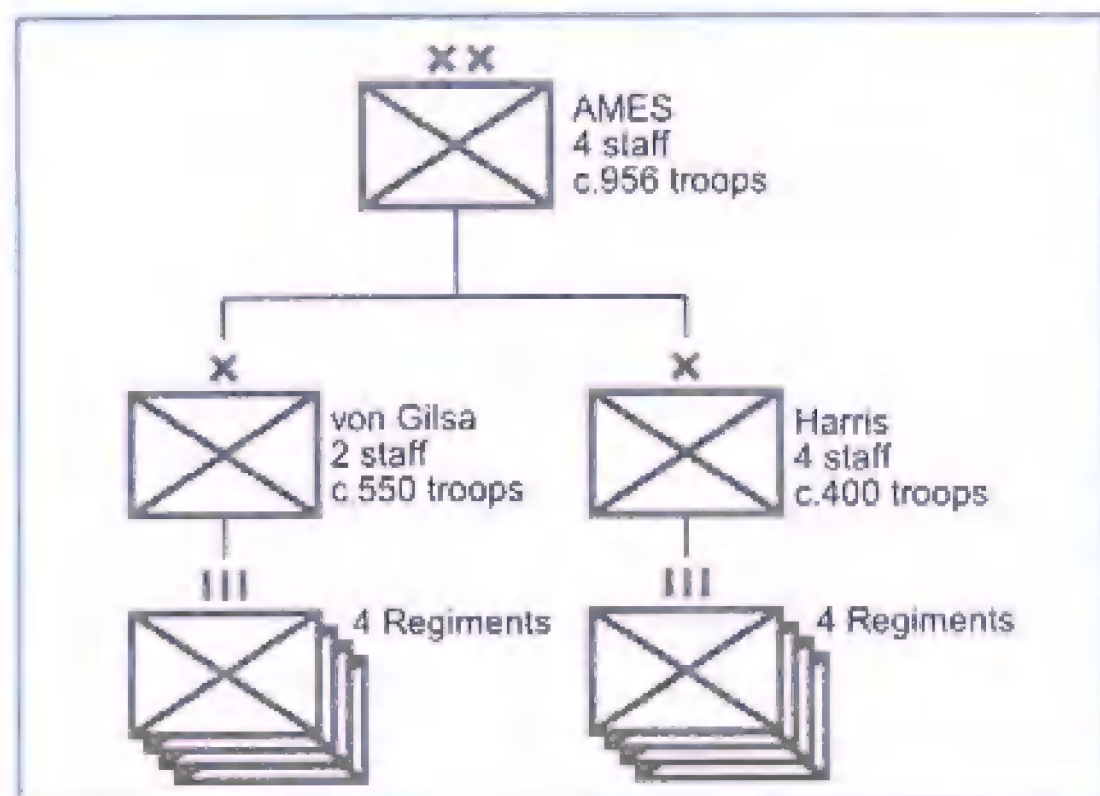 XX
AMES
4 staff
c.956 troops
X
X
von Gilsa
2 staff
c.550 troops
Harris
4 staff
c.400 troops
III
III
4 Regiments
4 Regiments